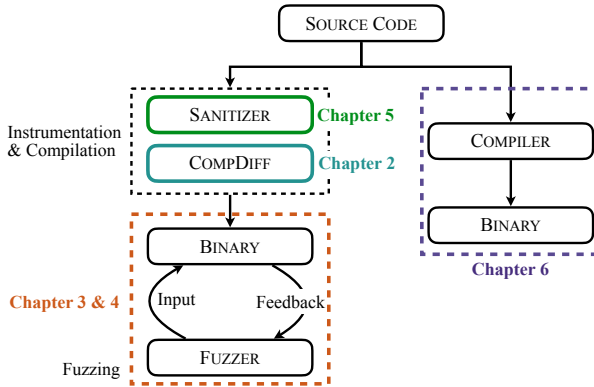 SOURCE CODE
SANITIZER
Chapter 5
Instrumentation
& Compilation
COMPDIFF
Chapter 2
COMPILER
BINARY
Chapter 6
BINARY
Chapter 3 & 4
Input
Feedback
Fuzzing
FUZZER